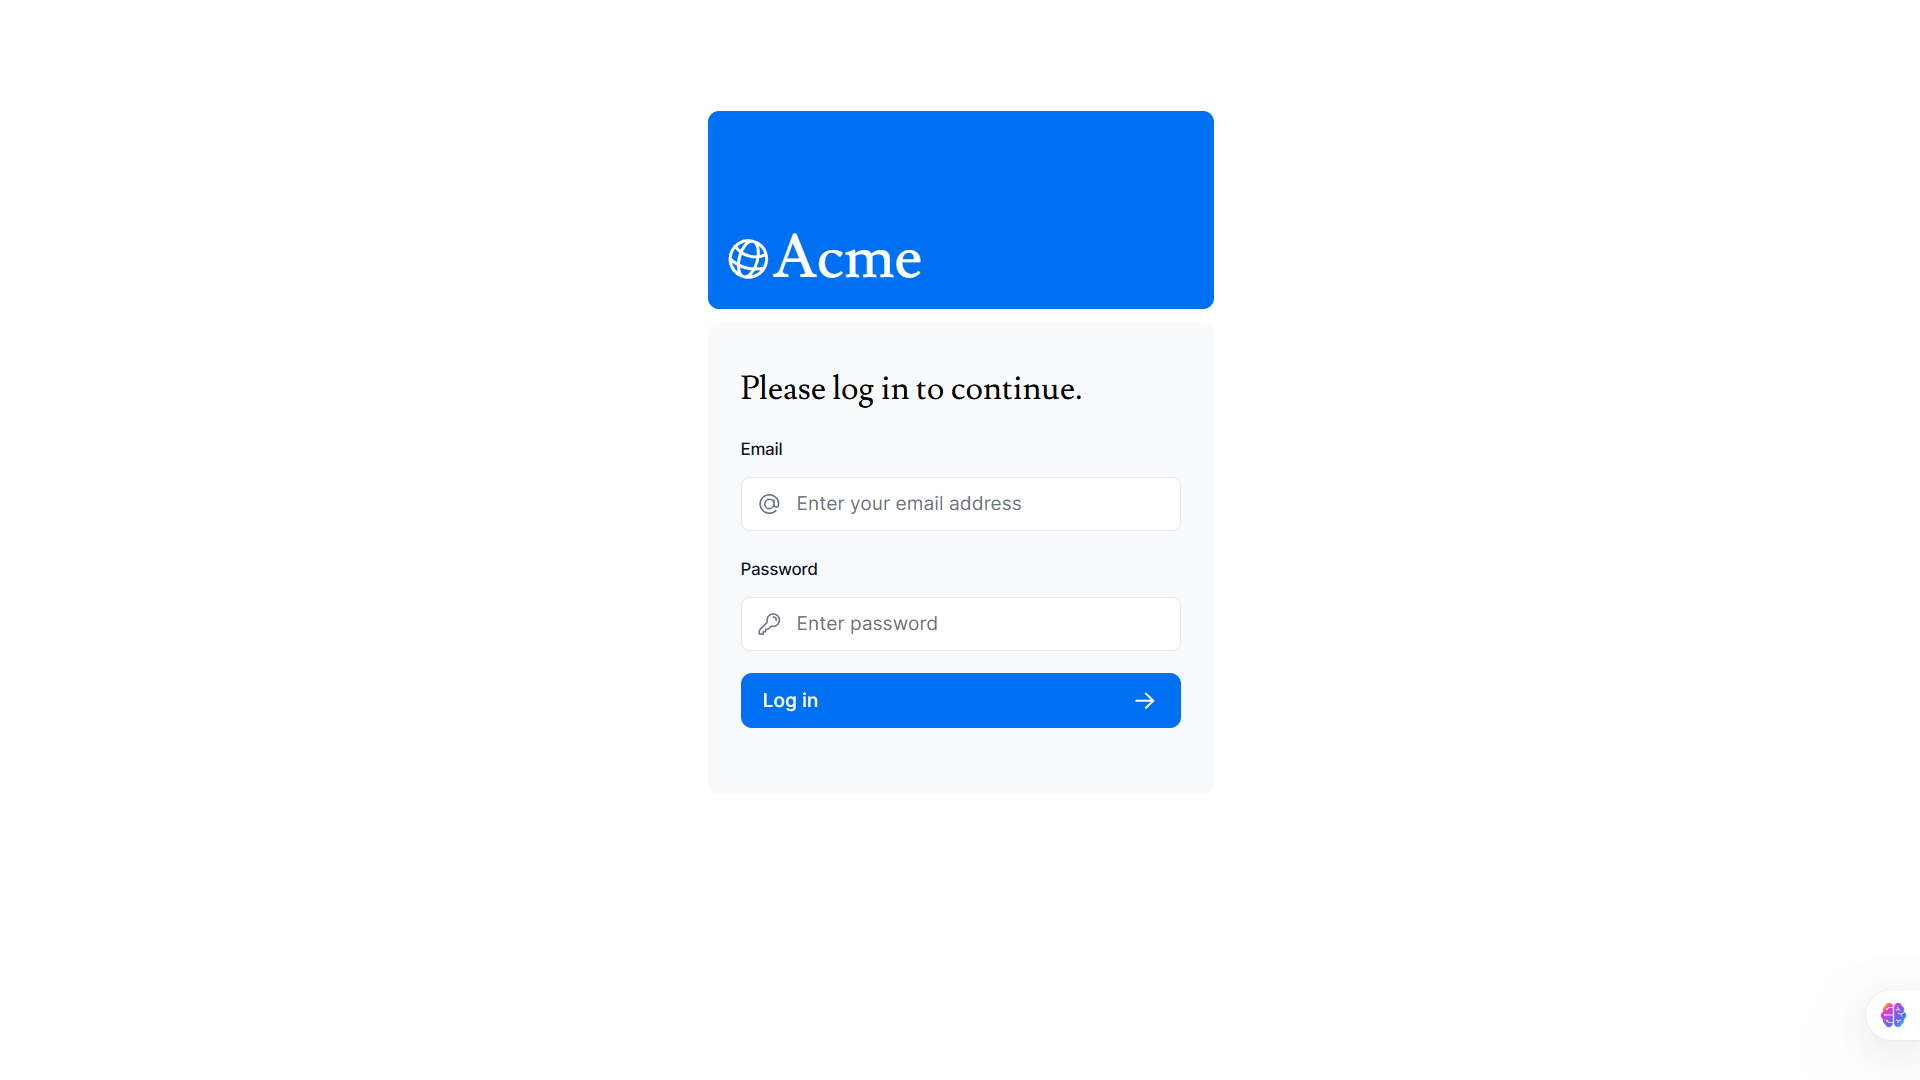 Acme
Please log in to continue.
Email
Enter your email address
Password
Enter password
Log in